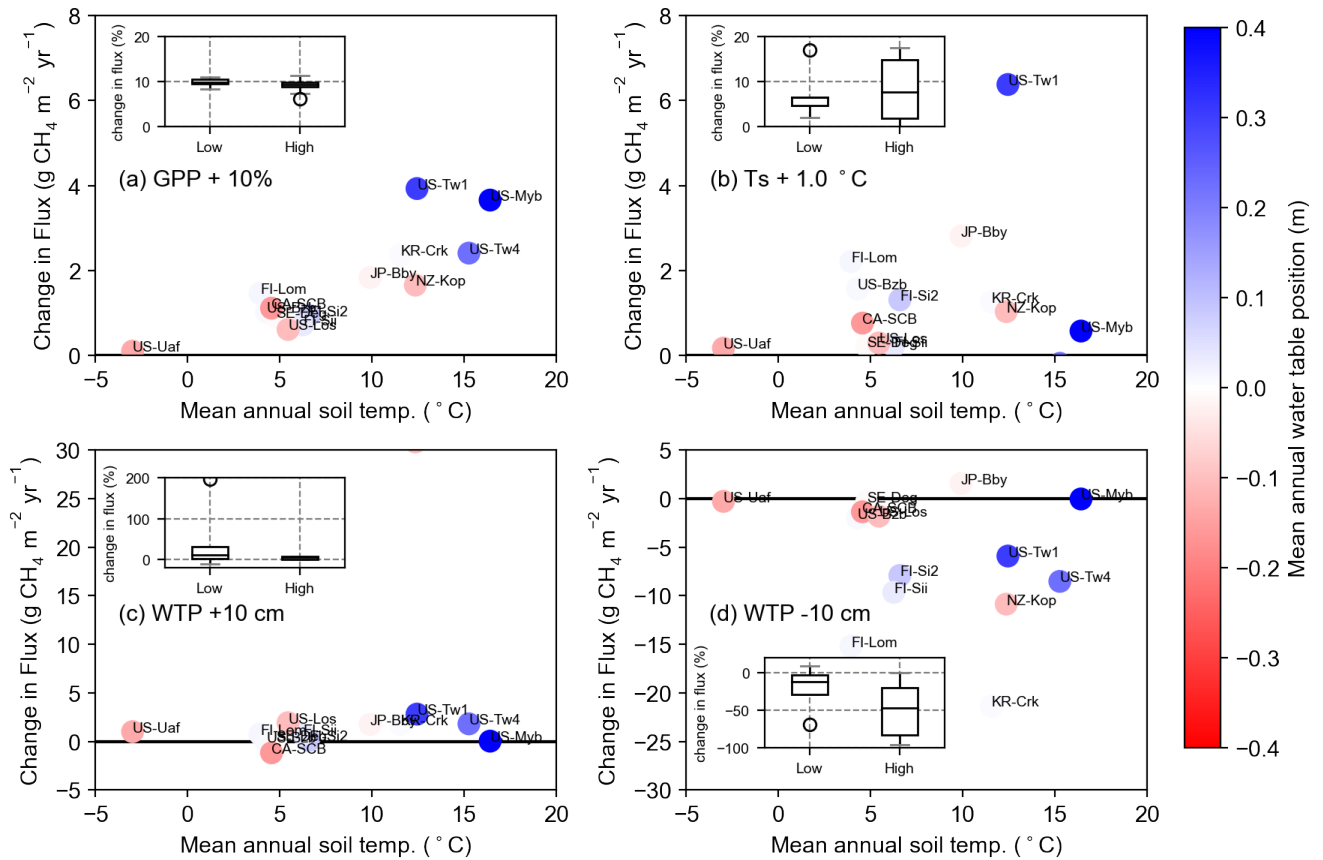 8
6
4
2
0
−5
0
5
10
15
20
Change in Flux (g CH4 m−2 yr−1)
Mean annual soil temp. (°C)
(a) GPP + 10%
20
10
0
change in flux (%)
Low
High
US-Tw1
US-Myb
KR-Crk
US-Tw4
JP-Bby
NZ-Kop
FI-Lom
CA-SCB
US-Los
US-Uaf
8
6
4
2
0
−5
0
5
10
15
20
Change in Flux (g CH4 m−2 yr−1)
Mean annual soil temp. (°C)
(b) Ts + 1.0 °C
20
10
0
change in flux (%)
Low
High
US-Tw1
JP-Bby
FI-Lom
US-Bzb
FI-Si2
KR-Crk
NZ-Kop
CA-SCB
US-Myb
US-Los
US-Uaf
30
25
20
15
10
5
0
−5
−5
0
5
10
15
20
Change in Flux (g CH4 m−2 yr−1)
Mean annual soil temp. (°C)
(c) WTP +10 cm
200
100
0
change in flux (%)
Low
High
US-Uaf
US-Los
JP-Bby
KR-Crk
US-Tw1
US-Tw4
US-Myb
CA-SCB
5
0
−5
−10
−15
−20
−25
−30
−5
0
5
10
15
20
Change in Flux (g CH4 m−2 yr−1)
Mean annual soil temp. (°C)
(d) WTP -10 cm
0
−50
−100
change in flux (%)
Low
High
JP-Bby
US-Uaf
SE-Deg
US-Myb
CA-SCB
US-Los
US-Bzb
US-Tw1
FI-Si2
US-Tw4
FI-Sii
NZ-Kop
FI-Lom
KR-Crk
0.4
0.3
0.2
0.1
0.0
−0.1
−0.2
−0.3
−0.4
Mean annual water table position (m)